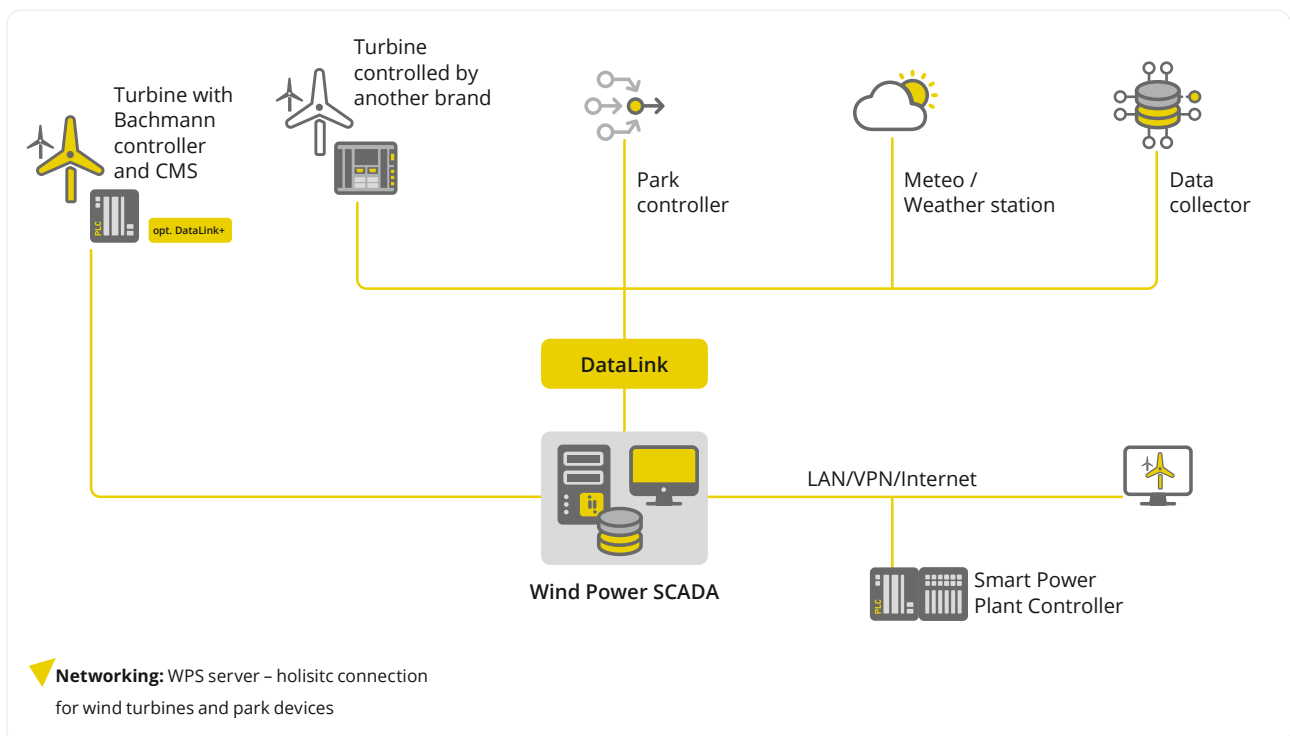 Turbine with
Bachmann
controller
and CMS
PLC
opt. DataLink+
Turbine
controlled by
another brand
Park
controller
Meteo /
Weather station
Data
collector
DataLink
Wind Power SCADA
LAN/VPN/Internet
PLC
Smart Power
Plant Controller
Networking: WPS server – holisitc connection
for wind turbines and park devices